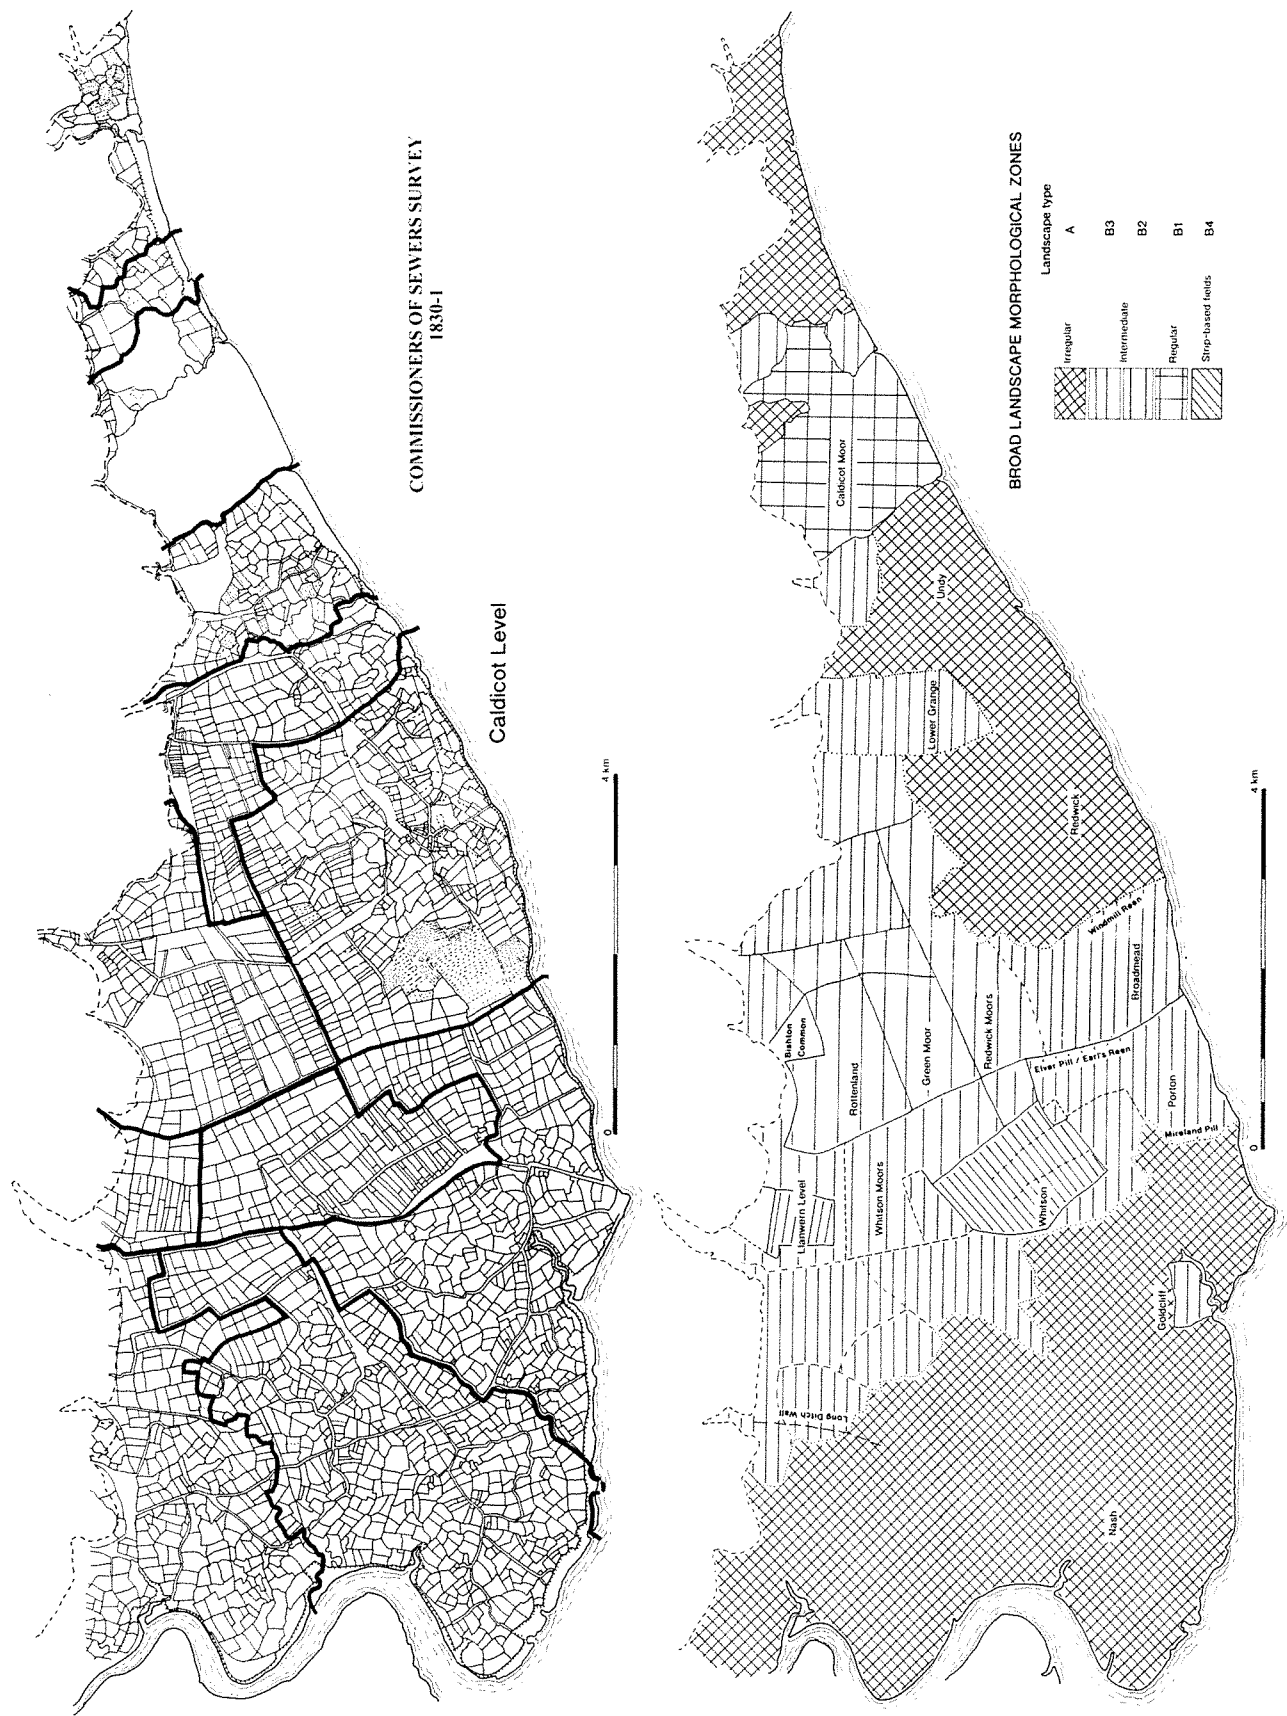 COMMISSIONERS OF SEWERS SURVEY
1830-1
Caldicot Level
0
4 km
BROAD LANDSCAPE MORPHOLOGICAL ZONES
Landscape type
Irregular
A
B3
Intermediate
B2
Regular
B1
Strip-based fields
B4
Caldicot Moor
Undy
Lower Grange
Redwick
Windmill Reen
Broadmead
Bishton
Common
Rottenland
Green Moor
Redwick Moors
Elver Pill / Earl's Reen
Porton
Mireland Pill
Llanwern Level
Whitson Moors
Whitson
Goldcliff
Long Ditch Wall
Nash
0
4 km